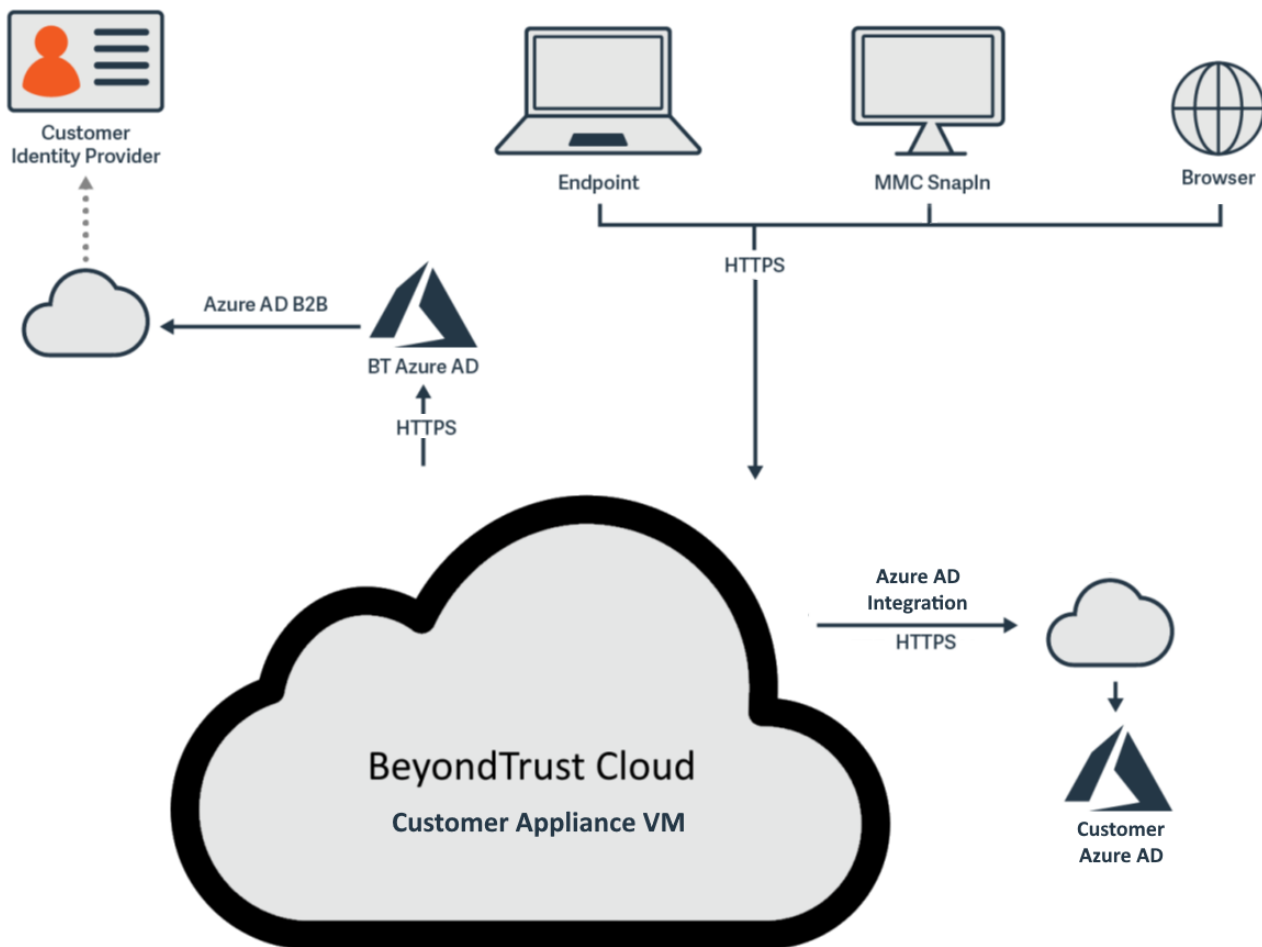 Customer
Identity Provider
Endpoint
MMC SnapIn
Browser
HTTPS
Azure AD B2B
BT Azure AD
HTTPS
Azure AD
Integration
HTTPS
BeyondTrust Cloud
Customer Appliance VM
Customer
Azure AD